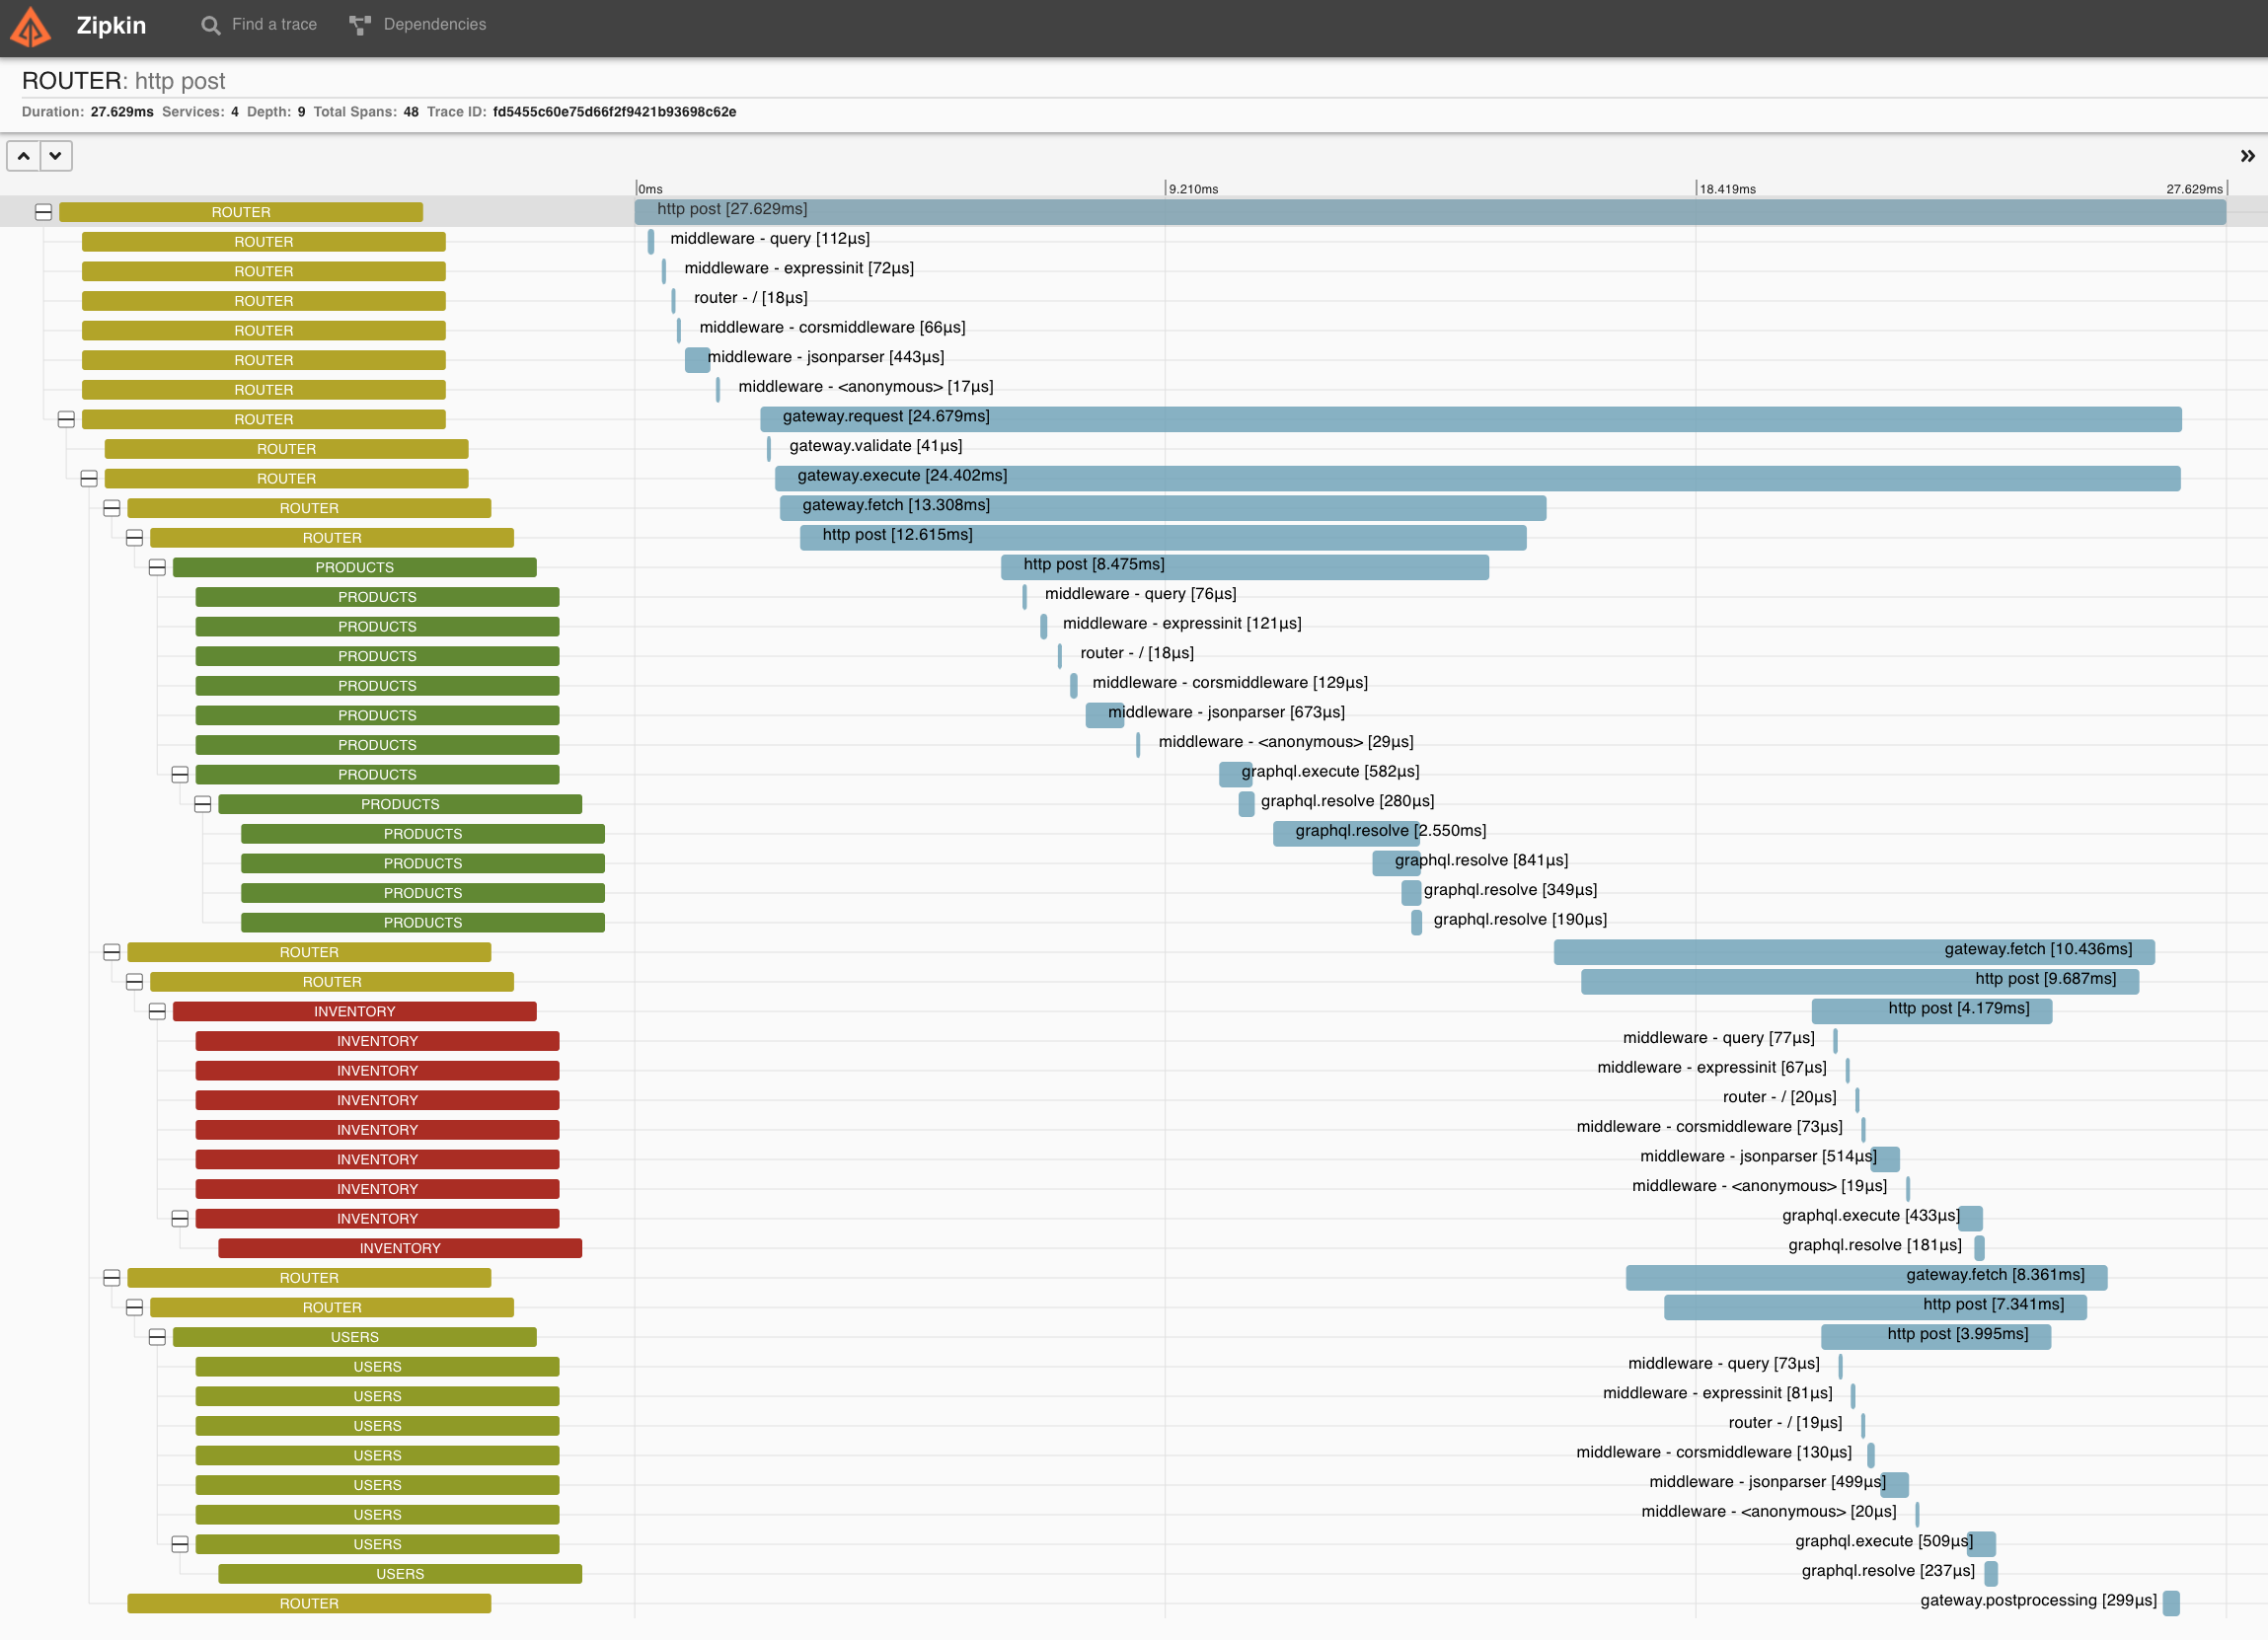 Zipkin Find a trace Dependencies
ROUTER: http post
Duration: 27.629ms Services: 4 Depth: 9 Total Spans: 48 Trace ID: fd5455c60e75d66f2f9421b93698c62e
0ms 9.210ms 18.419ms 27.629ms
ROUTER http post [27.629ms]
ROUTER middleware - query [112μs]
ROUTER middleware - expressinit [72μs]
ROUTER router - / [18μs]
ROUTER middleware - corsmiddleware [66μs]
ROUTER middleware - jsonparser [443μs]
ROUTER middleware - <anonymous> [17μs]
ROUTER gateway.request [24.679ms]
ROUTER gateway.validate [41μs]
ROUTER gateway.execute [24.402ms]
ROUTER gateway.fetch [13.308ms]
ROUTER http post [12.615ms]
PRODUCTS http post [8.475ms]
PRODUCTS middleware - query [76μs]
PRODUCTS middleware - expressinit [121μs]
PRODUCTS router - / [18μs]
PRODUCTS middleware - corsmiddleware [129μs]
PRODUCTS middleware - jsonparser [673μs]
PRODUCTS middleware - <anonymous> [29μs]
PRODUCTS graphql.execute [582μs]
PRODUCTS graphql.resolve [280μs]
PRODUCTS graphql.resolve [2.550ms]
PRODUCTS graphql.resolve [841μs]
PRODUCTS graphql.resolve [349μs]
PRODUCTS graphql.resolve [190μs]
ROUTER gateway.fetch [10.436ms]
ROUTER http post [9.687ms]
INVENTORY http post [4.179ms]
INVENTORY middleware - query [77μs]
INVENTORY middleware - expressinit [67μs]
INVENTORY router - / [20μs]
INVENTORY middleware - corsmiddleware [73μs]
INVENTORY middleware - jsonparser [514μs]
INVENTORY middleware - <anonymous> [19μs]
INVENTORY graphql.execute [433μs]
INVENTORY graphql.resolve [181μs]
ROUTER gateway.fetch [8.361ms]
ROUTER http post [7.341ms]
USERS http post [3.995ms]
USERS middleware - query [73μs]
USERS middleware - expressinit [81μs]
USERS router - / [19μs]
USERS middleware - corsmiddleware [130μs]
USERS middleware - jsonparser [499μs]
USERS middleware - <anonymous> [20μs]
USERS graphql.execute [509μs]
USERS graphql.resolve [237μs]
ROUTER gateway.postprocessing [299μs]